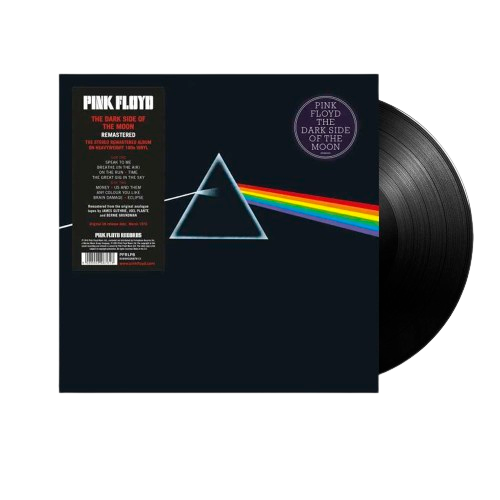 PINK FLOYD
THE DARK SIDE OF
THE MOON
REMASTERED
THE STEREO REMASTERED ALBUM
ON HEAVYWEIGHT 180g VINYL
SPEAK TO ME
BREATHE (IN THE AIR)
ON THE RUN TIME
THE GREAT GIG IN THE SKY
MONEY US AND THEM
ANY COLOUR YOU LIKE
BRAIN DAMAGE ECLIPSE
Remastered from the original analogue
tapes by JAMES GUTHRIE, JOEL PLANTE,
and BERNIE GRUNDMAN
PINK FLOYD RECORDS
PFRLP8
PINK
FLOYD
THE
DARK SIDE
OF THE
MOON